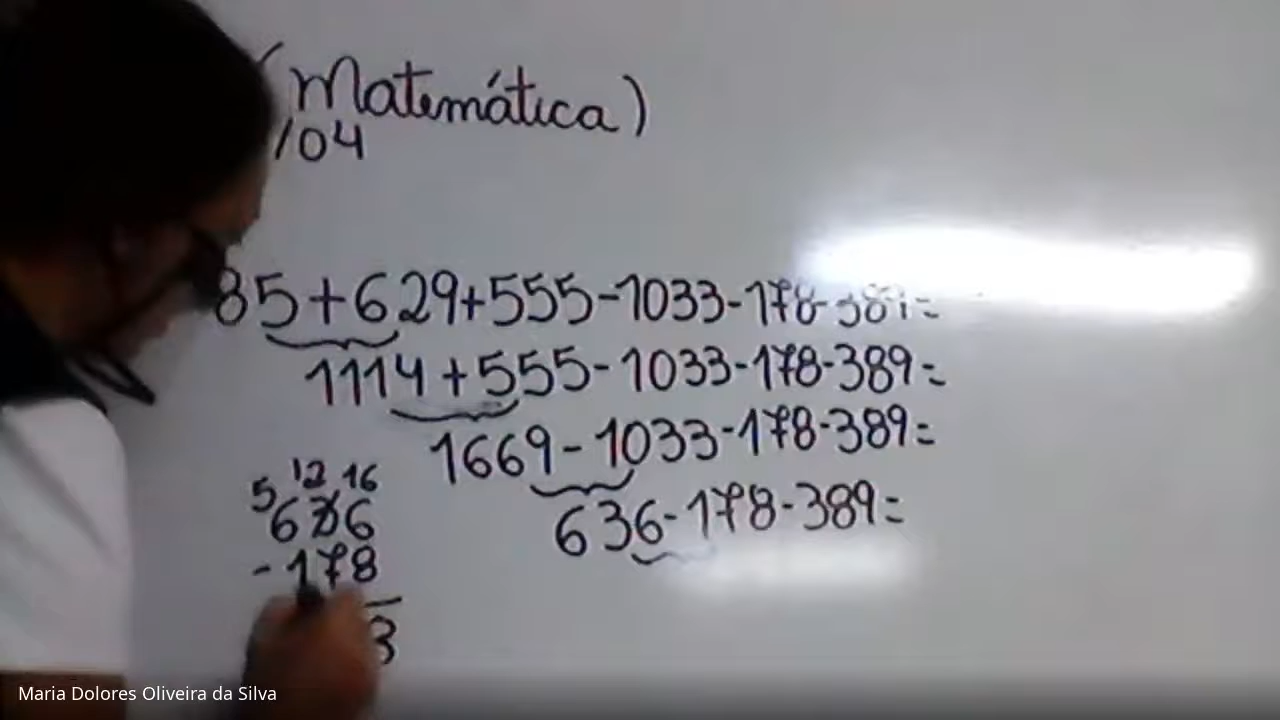 (Matemática)
/04
85+629+555-1033-178-389=
1114+555-1033-178-389=
1669-1033-178-389=
636-178-389=
5 12 16
636
-178
8
Maria Dolores Oliveira da Silva